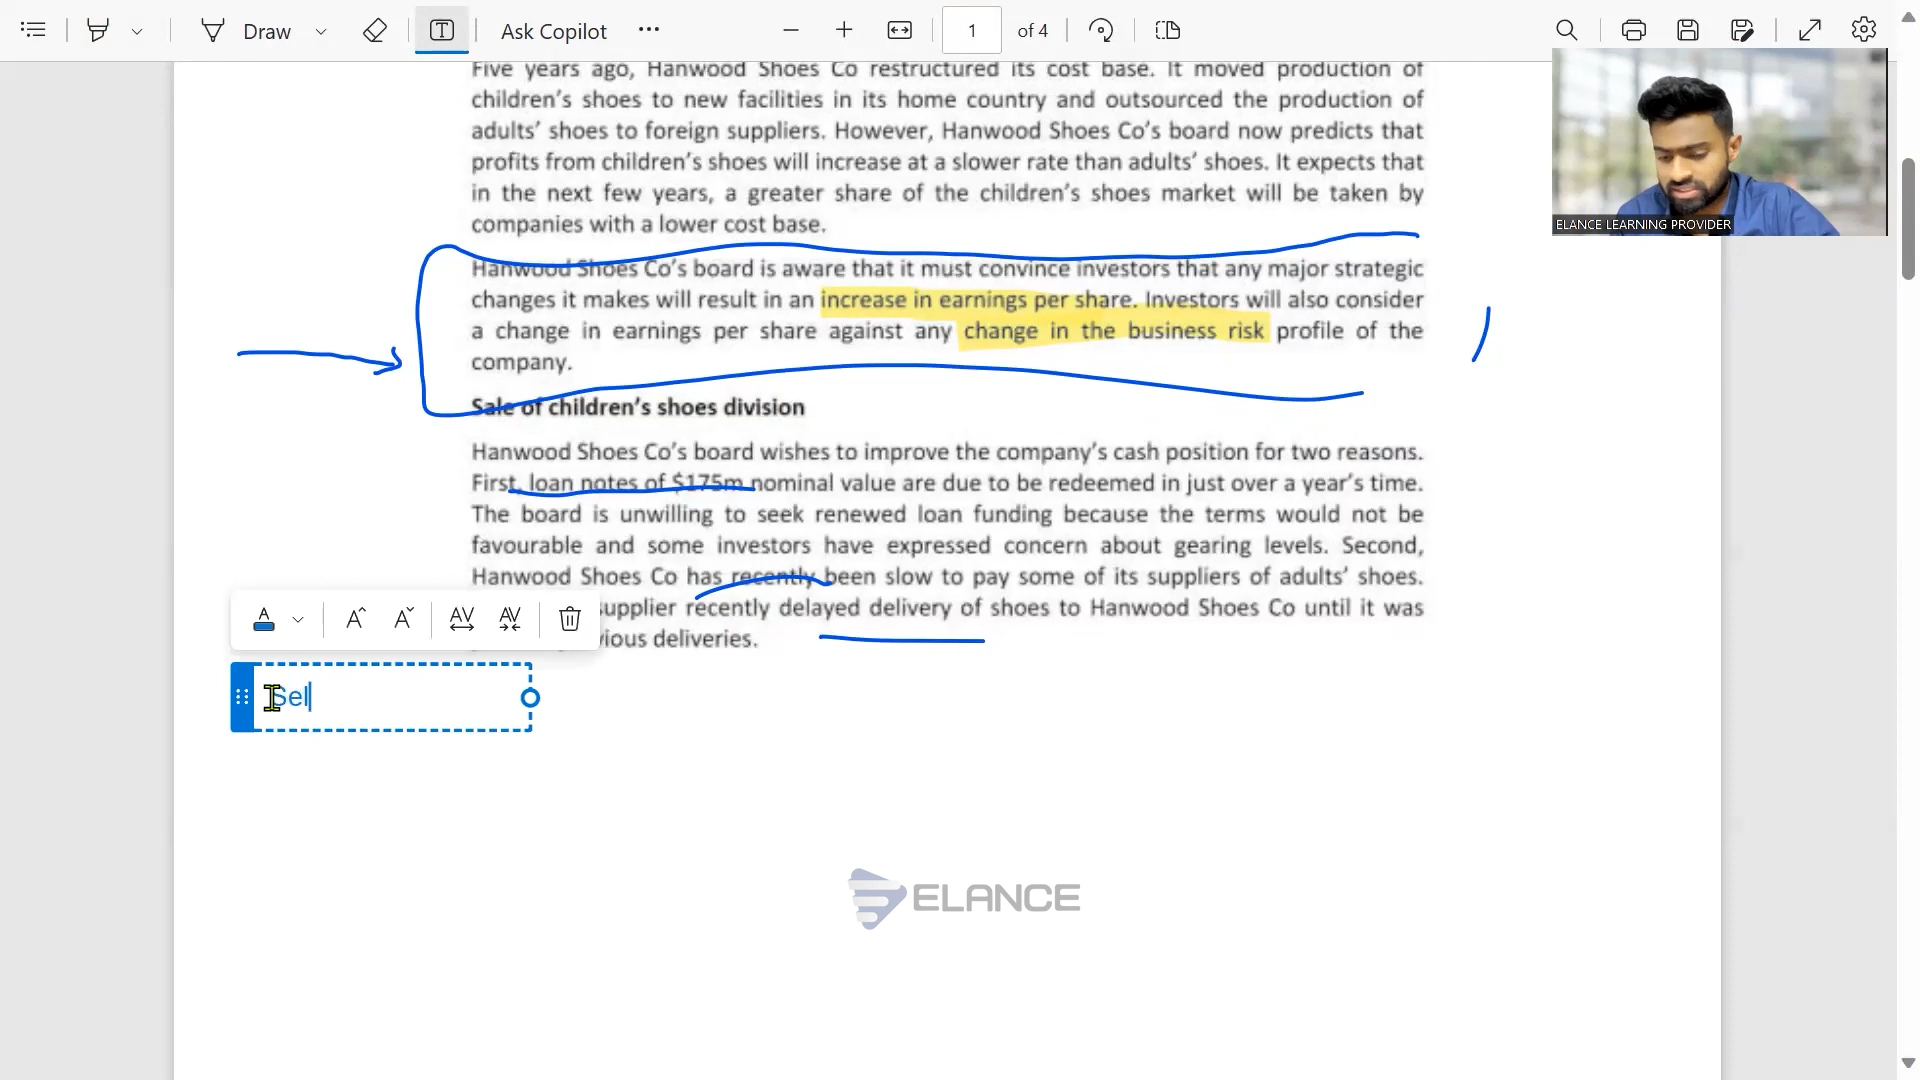 Draw
Ask Copilot
1 of 4
ELANCE LEARNING PROVIDER
Five years ago, Hanwood Shoes Co restructured its cost base. It moved production of
children's shoes to new facilities in its home country and outsourced the production of
adults' shoes to foreign suppliers. However, Hanwood Shoes Co's board now predicts that
profits from children's shoes will increase at a slower rate than adults' shoes. It expects that
in the next few years, a greater share of the children's shoes market will be taken by
companies with a lower cost base.
Hanwood Shoes Co's board is aware that it must convince investors that any major strategic
changes it makes will result in an increase in earnings per share. Investors will also consider
a change in earnings per share against any change in the business risk profile of the
company.
Sale of children's shoes division
Hanwood Shoes Co's board wishes to improve the company's cash position for two reasons.
First, loan notes of $175m nominal value are due to be redeemed in just over a year's time.
The board is unwilling to seek renewed loan funding because the terms would not be
favourable and some investors have expressed concern about gearing levels. Second,
Hanwood Shoes Co has recently been slow to pay some of its suppliers of adults' shoes.
supplier recently delayed delivery of shoes to Hanwood Shoes Co until it was
deliveries.
Sel
ELANCE